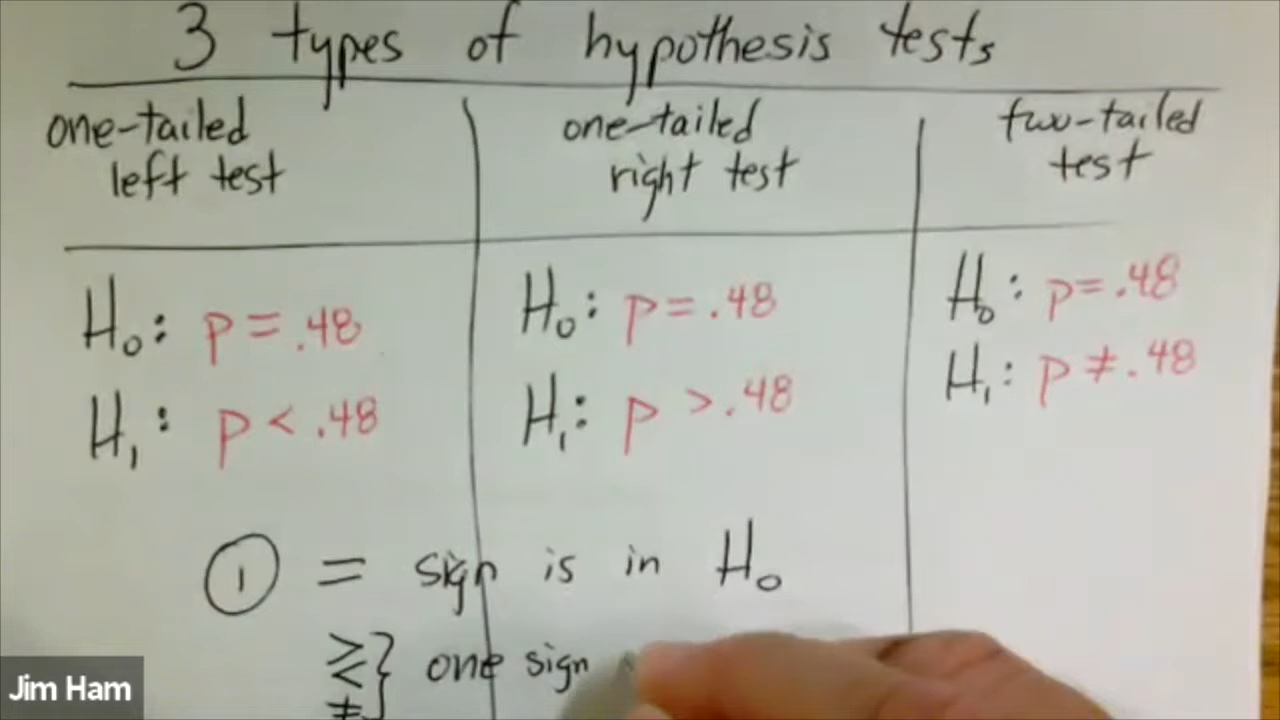 3 types of hypothesis tests
one-tailed
left test
one-tailed
right test
two-tailed
test
H₀: p = .48
H₁: p < .48
H₀: p = .48
H₁: p > .48
H₀: p = .48
H₁: p ≠ .48
① = sign is in H₀
>
<
≠
} one sign
Jim Ham